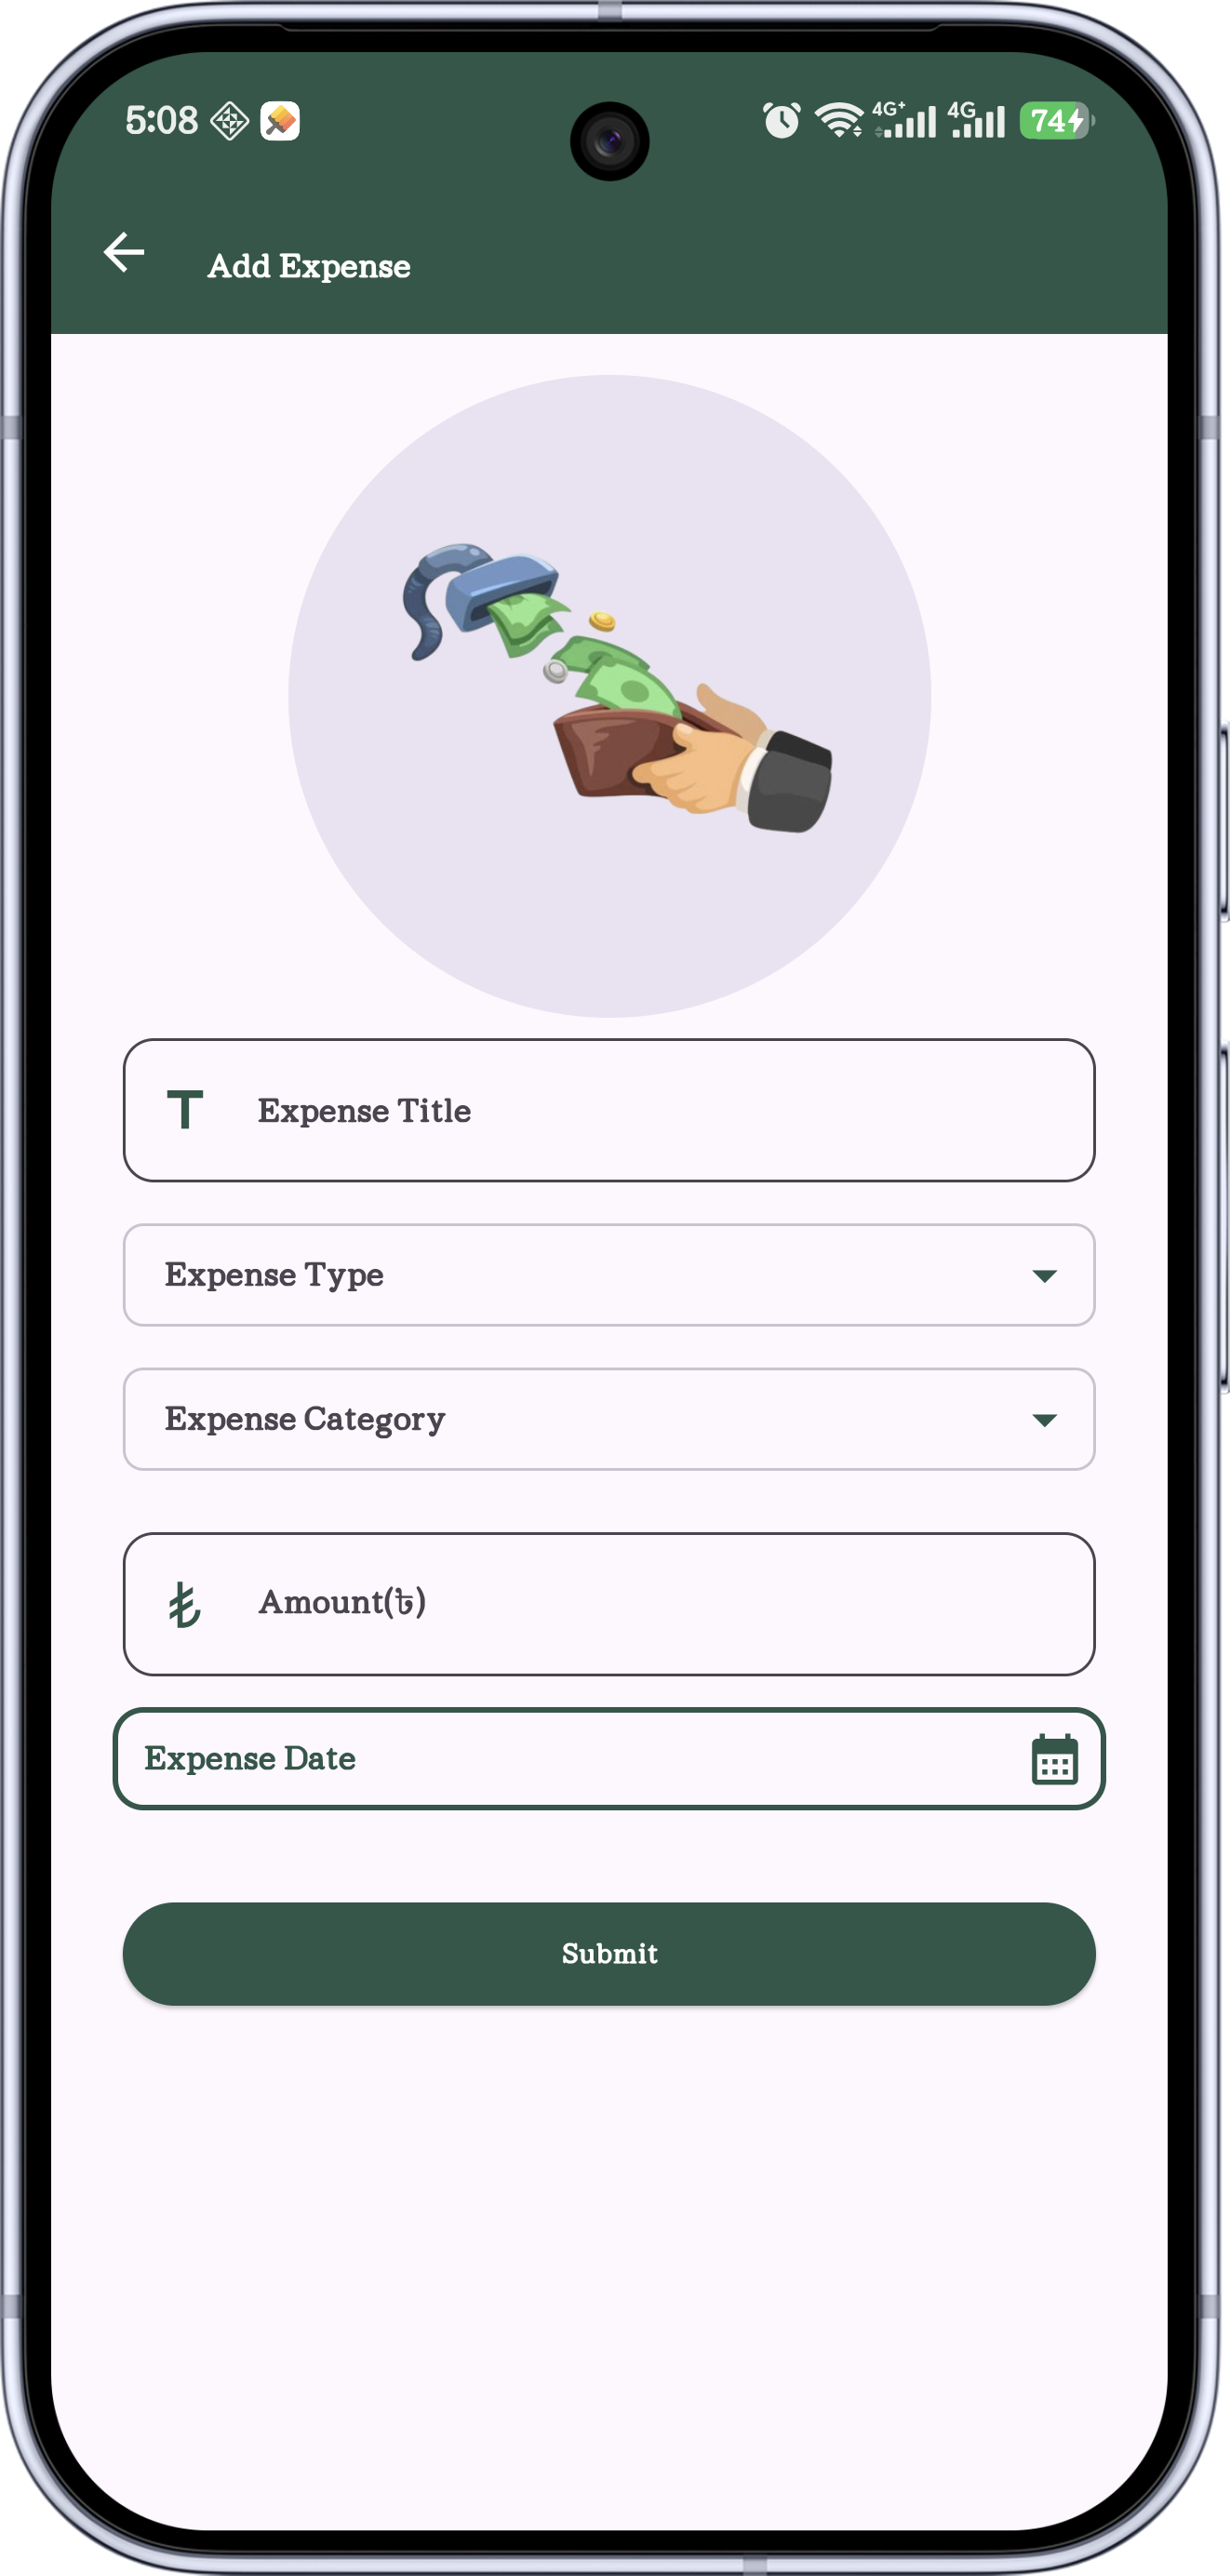 5:08 4G+ 4G 74
Add Expense
T Expense Title
Expense Type
Expense Category
₺ Amount(৳)
Expense Date
Submit